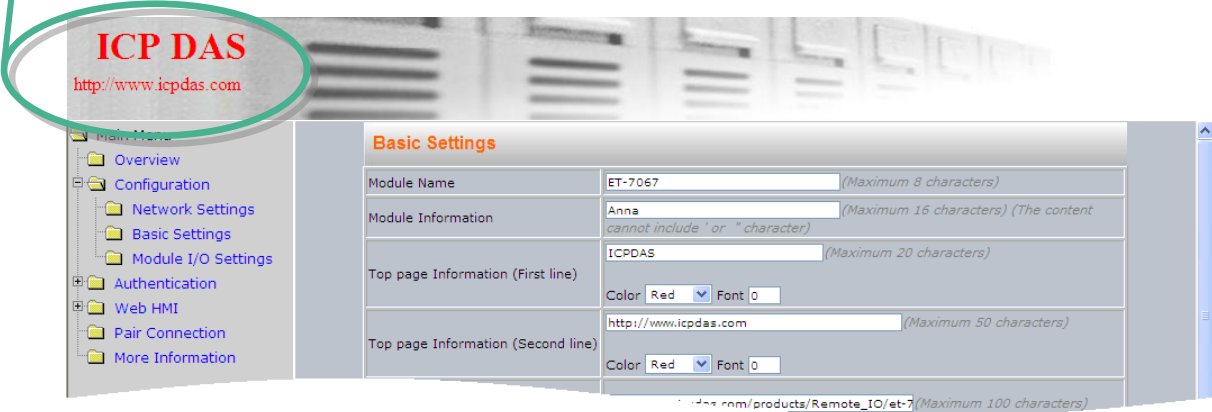 ICP DAS
http://www.icpdas.com
Main Menu
Overview
Configuration
Network Settings
Basic Settings
Module I/O Settings
Authentication
Web HMI
Pair Connection
More Information
Basic Settings
Module Name ET-7067 (Maximum 8 characters)
Module Information Anna (Maximum 16 characters) (The content
cannot include ' or " character)
Top page Information (First line) ICPDAS (Maximum 20 characters)
Color Red Font 0
Top page Information (Second line) http://www.icpdas.com (Maximum 50 characters)
Color Red Font 0
com/products/Remote_IO/et-7 (Maximum 100 characters)